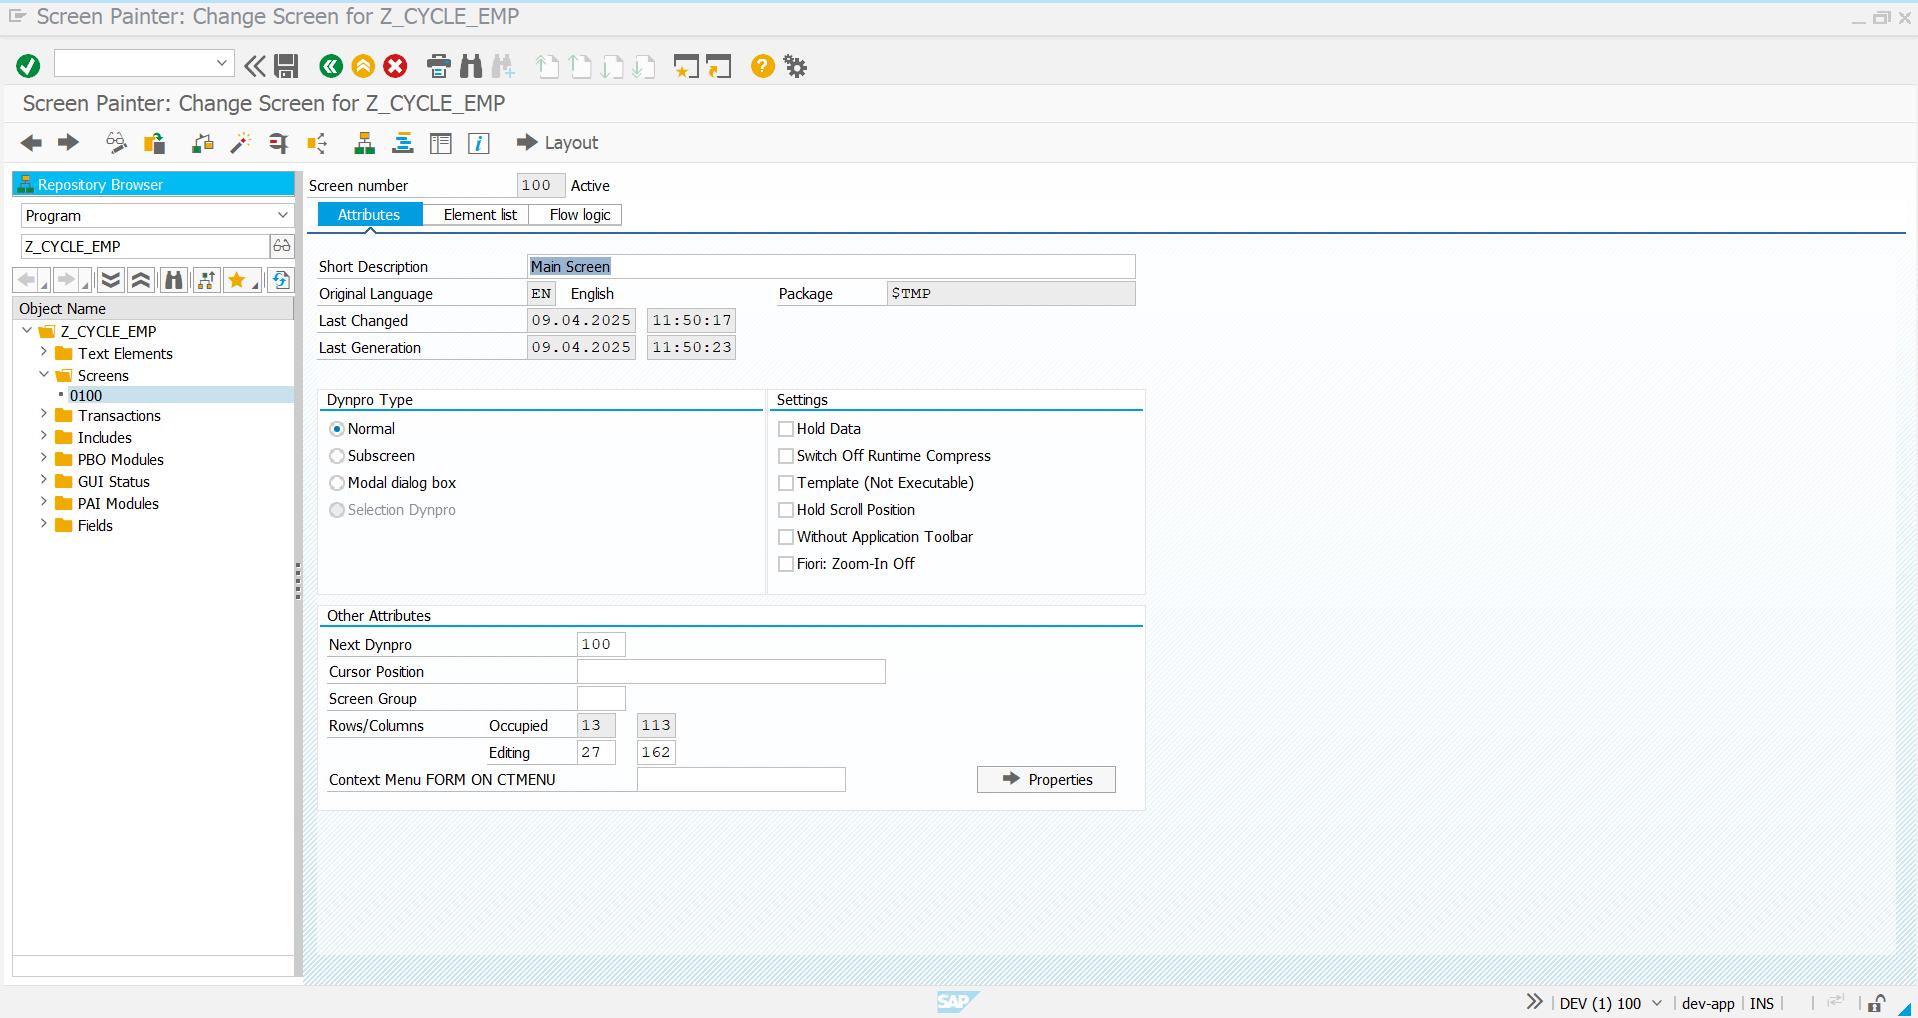 Screen Painter: Change Screen for Z_CYCLE_EMP
Screen Painter: Change Screen for Z_CYCLE_EMP
Layout
Repository Browser
Program
Z_CYCLE_EMP
Object Name
Z_CYCLE_EMP
Text Elements
Screens
0100
Transactions
Includes
PBO Modules
GUI Status
PAI Modules
Fields
Screen number 100 Active
Attributes Element list Flow logic
Short Description Main Screen
Original Language EN English Package $TMP
Last Changed 09.04.2025 11:50:17
Last Generation 09.04.2025 11:50:23
Dynpro Type
Normal
Subscreen
Modal dialog box
Selection Dynpro
Settings
Hold Data
Switch Off Runtime Compress
Template (Not Executable)
Hold Scroll Position
Without Application Toolbar
Fiori: Zoom-In Off
Other Attributes
Next Dynpro 100
Cursor Position
Screen Group
Rows/Columns Occupied 13 113
Editing 27 162
Context Menu FORM ON CTMENU Properties
SAP DEV (1) 100 dev-app INS